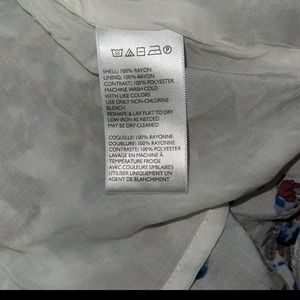 SHELL: 100% RAYON
LINING: 100% RAYON
CONTRAST: 100% POLYESTER
MACHINE WASH COLD
WITH LIKE COLORS
USE ONLY NON-CHLORINE
BLEACH
RESHAPE & LAY FLAT TO DRY
LOW IRON AS NEEDED
MAY BE DRY CLEANED
COQUILLE: 100% RAYONNE
DOUBLURE: 100% RAYONNE
CONTRASTE: 100% POLYESTER
LAVAGE EN MACHINE À
TEMPÉRATURE FROIDE
AVEC COULEURS SIMILAIRES
UTILISER UNIQUEMENT UN
AGENT DE BLANCHIMENT